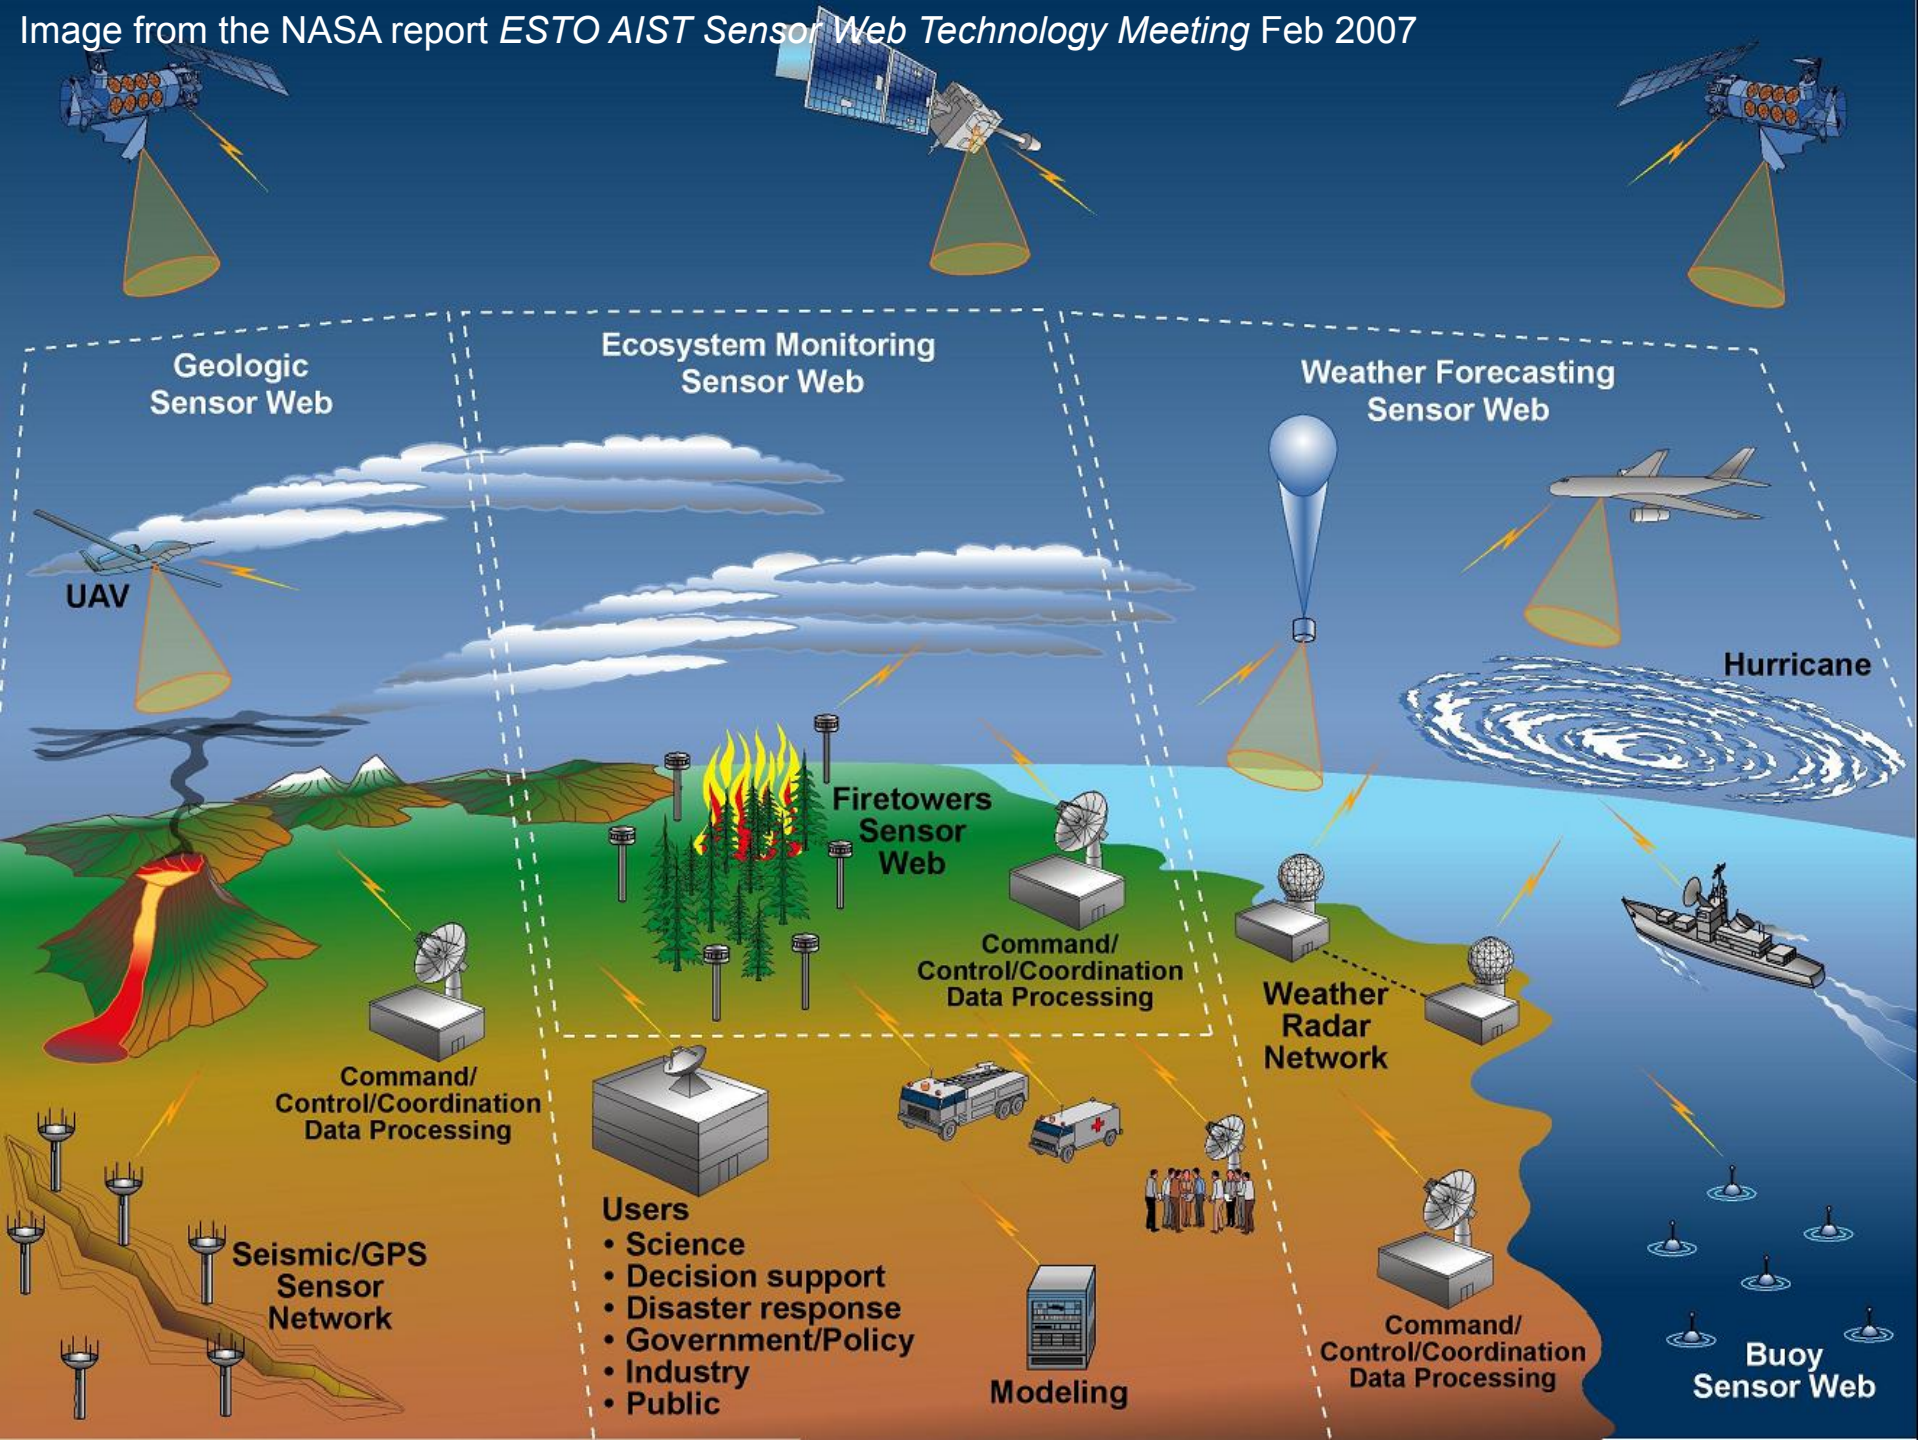 Image from the NASA report ESTO AIST Sensor Web Technology Meeting Feb 2007
Geologic
Sensor Web
Ecosystem Monitoring
Sensor Web
Weather Forecasting
Sensor Web
UAV
Hurricane
Firetowers
Sensor
Web
Command/
Control/Coordination
Data Processing
Weather
Radar
Network
Command/
Control/Coordination
Data Processing
Seismic/GPS
Sensor
Network
Users
• Science
• Decision support
• Disaster response
• Government/Policy
• Industry
• Public
Modeling
Command/
Control/Coordination
Data Processing
Buoy
Sensor Web